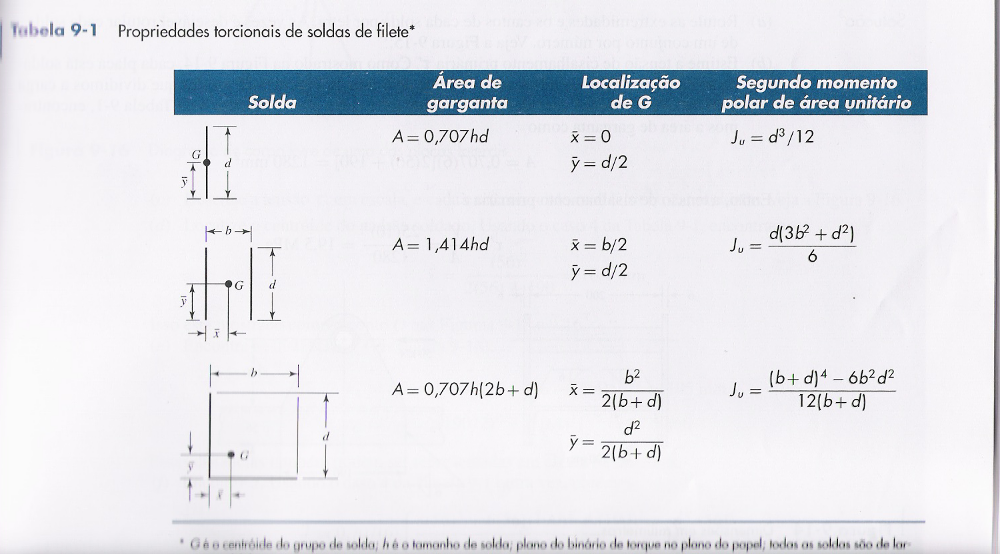 Tabela 9-1 Propriedades torcionais de soldas de filete*
Solda Área de garganta Localização de G Segundo momento polar de área unitário
G
d
ȳ
A = 0,707hd x̄ = 0 Jᵤ = d³/12
ȳ = d/2
b
G
d
ȳ
x̄
A = 1,414hd x̄ = b/2 Jᵤ = d(3b² + d²)/6
ȳ = d/2
b
d
G
ȳ
x̄
A = 0,707h(2b + d) x̄ = b²/2(b + d) Jᵤ = (b + d)⁴ – 6b²d²/12(b + d)
ȳ = d²/2(b + d)
* G é o centróide do grupo de solda; h é o tamanho de solda; plano do binário de torque no plano do papel; todas as soldas são de lar-